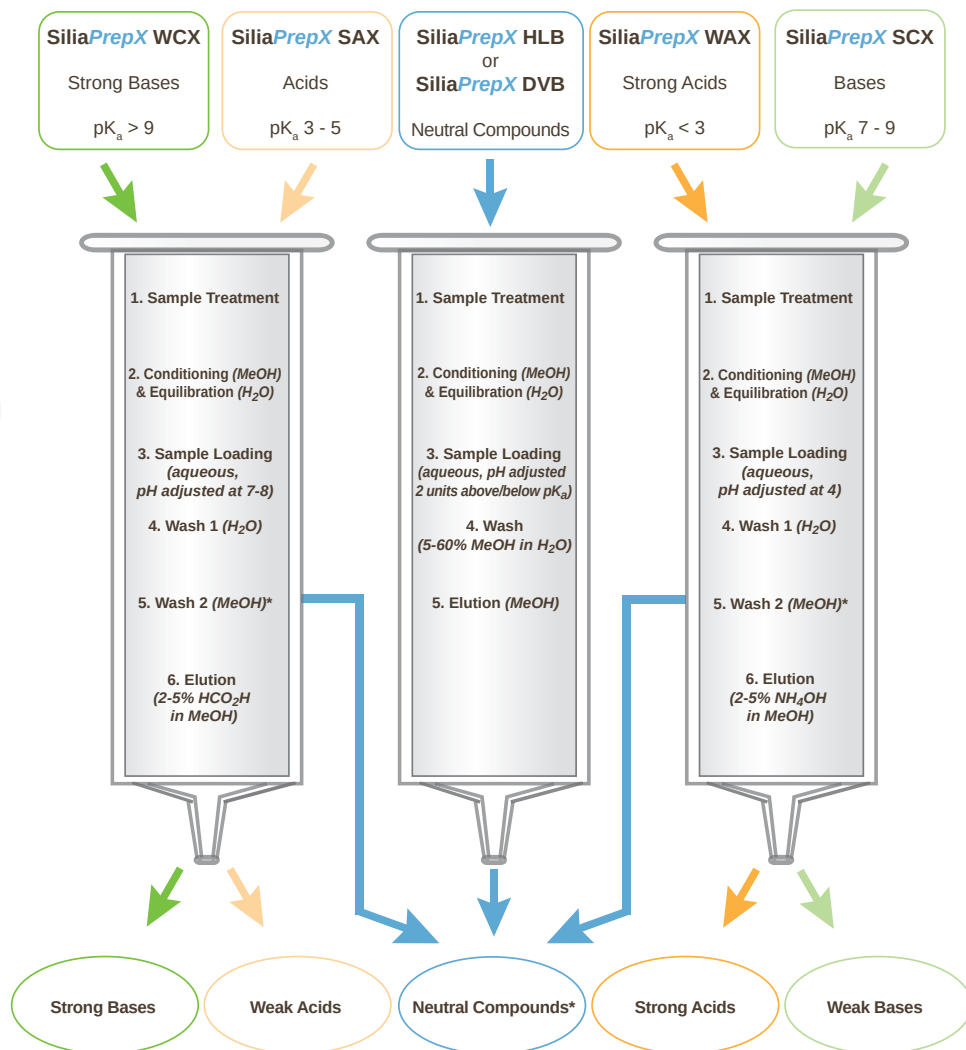 SiliaPrepX WCX
Strong Bases
pKa > 9
SiliaPrepX SAX
Acids
pKa 3 - 5
SiliaPrepX HLB
or
SiliaPrepX DVB
Neutral Compounds
SiliaPrepX WAX
Strong Acids
pKa < 3
SiliaPrepX SCX
Bases
pKa 7 - 9
1. Sample Treatment
2. Conditioning (MeOH)
& Equilibration (H2O)
3. Sample Loading
(aqueous,
pH adjusted at 7-8)
4. Wash 1 (H2O)
5. Wash 2 (MeOH)*
6. Elution
(2-5% HCO2H
in MeOH)
1. Sample Treatment
2. Conditioning (MeOH)
& Equilibration (H2O)
3. Sample Loading
(aqueous, pH adjusted
2 units above/below pKa)
4. Wash
(5-60% MeOH in H2O)
5. Elution (MeOH)
1. Sample Treatment
2. Conditioning (MeOH)
& Equilibration (H2O)
3. Sample Loading
(aqueous,
pH adjusted at 4)
4. Wash 1 (H2O)
5. Wash 2 (MeOH)*
6. Elution
(2-5% NH4OH
in MeOH)
Strong Bases
Weak Acids
Neutral Compounds*
Strong Acids
Weak Bases